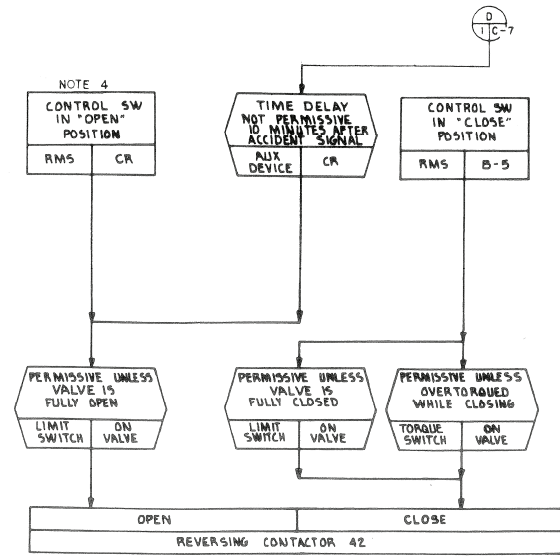 D
1 C-7
NOTE 4
CONTROL SW
IN "OPEN"
POSITION
RMS CR
TIME DELAY
NOT PERMISSIVE
10 MINUTES AFTER
ACCIDENT SIGNAL
AUX
DEVICE
CR
CONTROL SW
IN "CLOSE"
POSITION
RMS B-5
PERMISSIVE UNLESS
VALVE IS
FULLY OPEN
LIMIT
SWITCH
ON
VALVE
PERMISSIVE UNLESS
VALVE IS
FULLY CLOSED
LIMIT
SWITCH
ON
VALVE
PERMISSIVE UNLESS
OVERTORQUED
WHILE CLOSING
TORQUE
SWITCH
ON
VALVE
OPEN CLOSE
REVERSING CONTACTOR 42